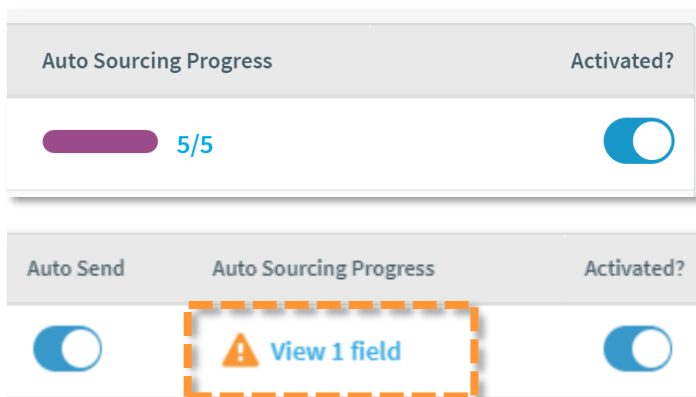 Auto Sourcing Progress Activated?
5/5
Auto Send Auto Sourcing Progress Activated?
View 1 field